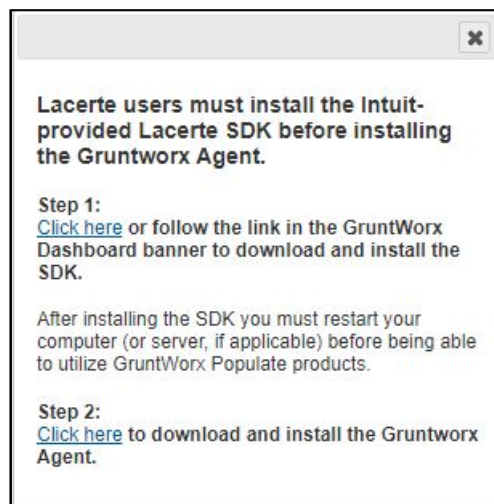 Lacerte users must install the Intuit-
provided Lacerte SDK before installing
the Gruntworx Agent.
Step 1:
Click here or follow the link in the GruntWorx
Dashboard banner to download and install the
SDK.
After installing the SDK you must restart your
computer (or server, if applicable) before being able
to utilize GruntWorx Populate products.
Step 2:
Click here to download and install the Gruntworx
Agent.